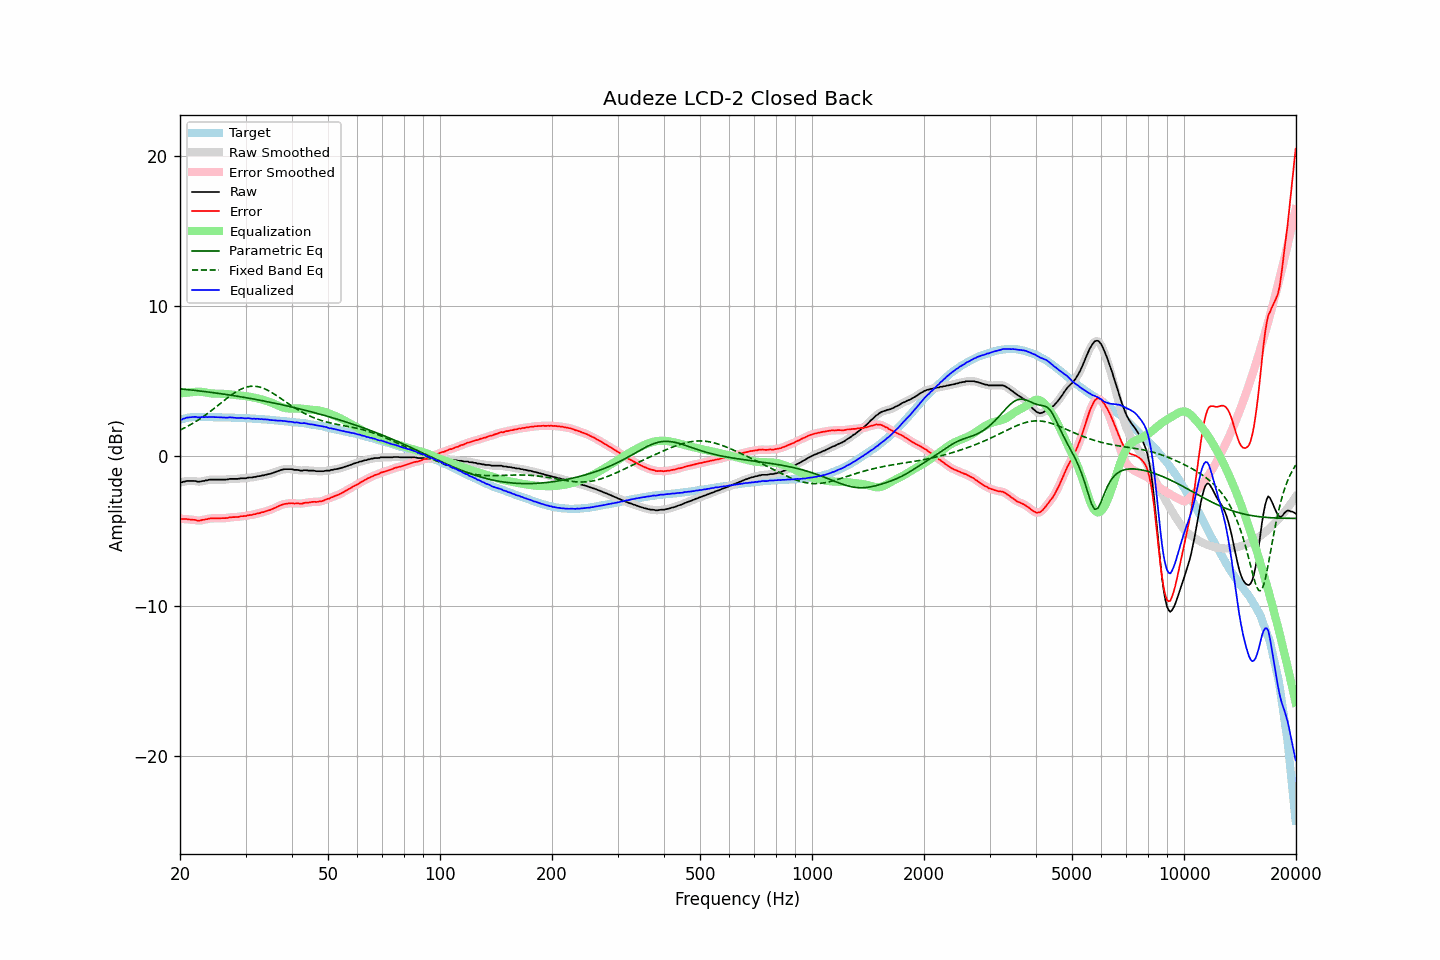 Audeze LCD-2 Closed Back
Target
Raw Smoothed
Error Smoothed
Raw
Error
Equalization
Parametric Eq
Fixed Band Eq
Equalized
20
10
0
−10
−20
Amplitude (dBr)
20 50 100 200 500 1000 2000 5000 10000 20000
Frequency (Hz)